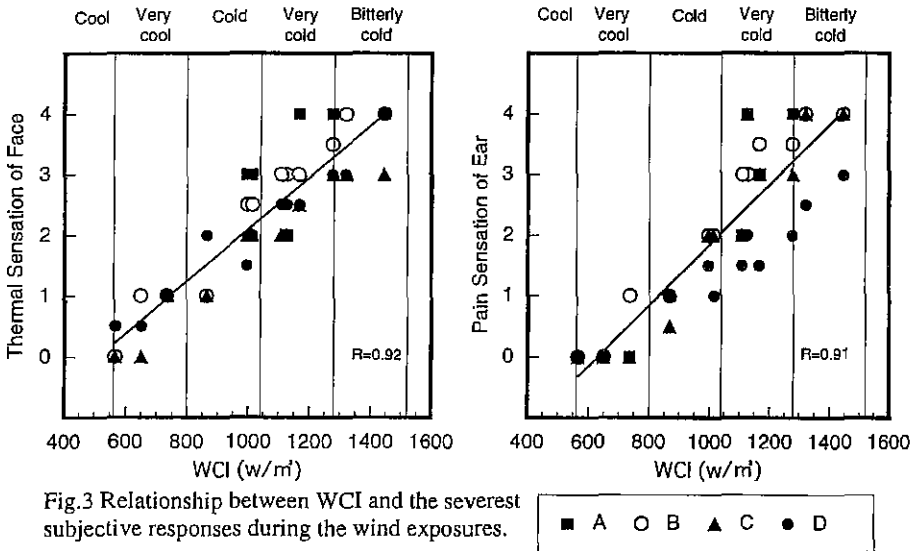 Cool
Very cool
Cold
Very cold
Bitterly cold
Thermal Sensation of Face
4
3
2
1
0
R=0.92
400 600 800 1000 1200 1400 1600
WCI (w/㎡)
Cool
Very cool
Cold
Very cold
Bitterly cold
Pain Sensation of Ear
4
3
2
1
0
R=0.91
400 600 800 1000 1200 1400 1600
WCI (w/㎡)
Fig.3 Relationship between WCI and the severest
subjective responses during the wind exposures.
A B C D